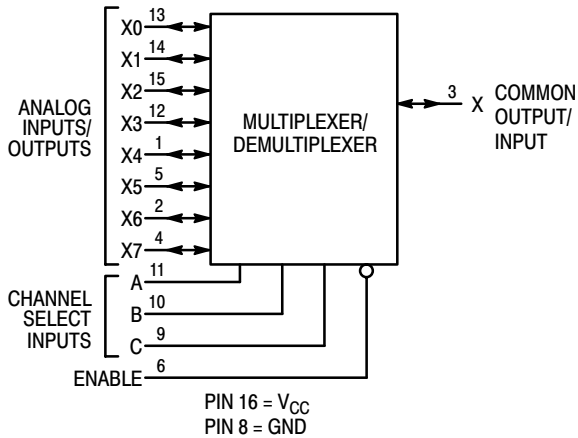 X0 13
X1 14
X2 15
X3 12
X4 1
X5 5
X6 2
X7 4
ANALOG
INPUTS/
OUTPUTS
MULTIPLEXER/
DEMULTIPLEXER
3 X COMMON
OUTPUT/
INPUT
A 11
B 10
C 9
CHANNEL
SELECT
INPUTS
ENABLE 6
PIN 16 = VCC
PIN 8 = GND